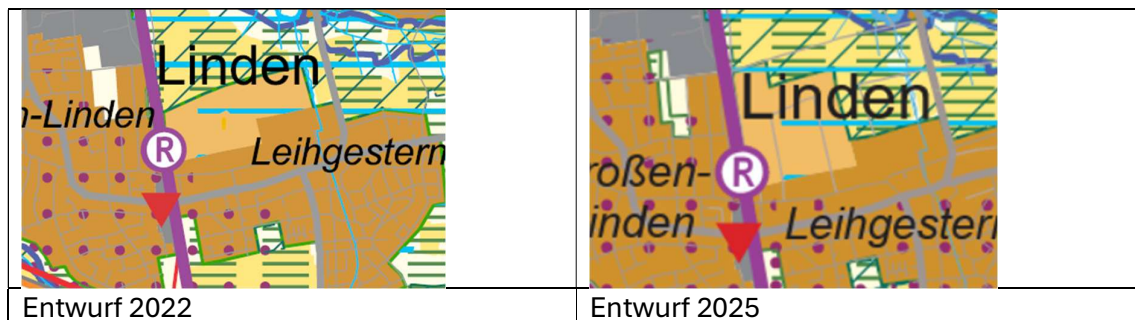 Linden
n-Linden
R
Leihgestern
Linden
roßen-
R
inden
Leihgestern
Entwurf 2022
Entwurf 2025